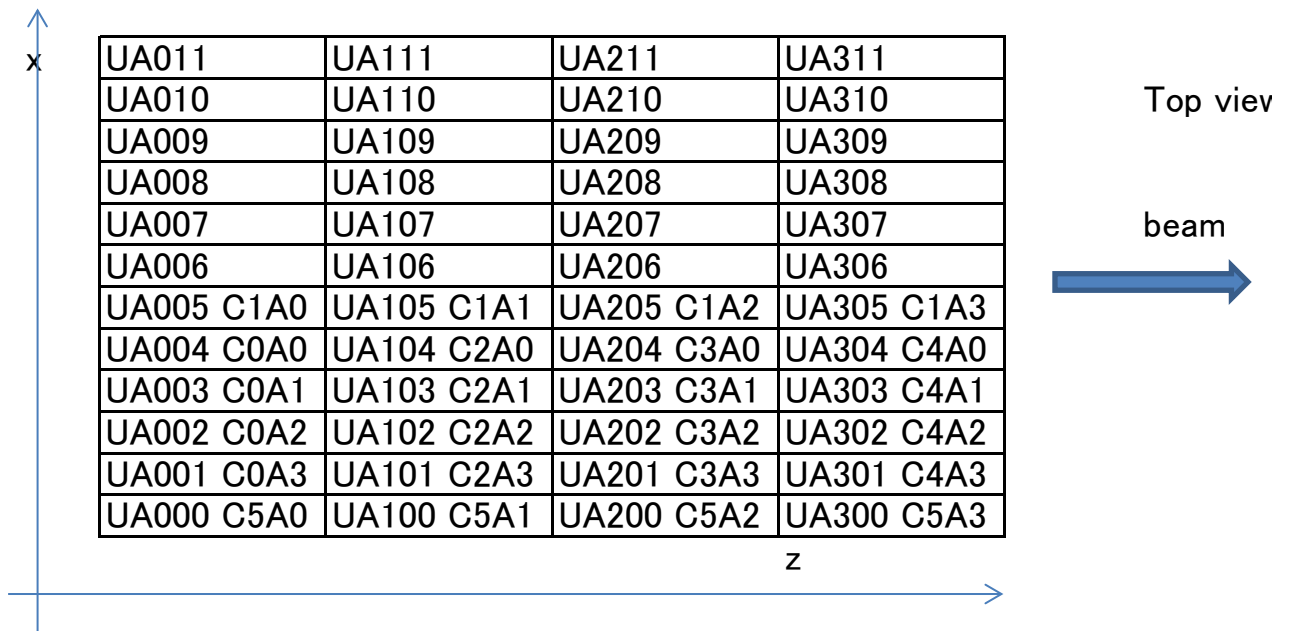 x
UA011 UA111 UA211 UA311
UA010 UA110 UA210 UA310
Top view
UA009 UA109 UA209 UA309
UA008 UA108 UA208 UA308
UA007 UA107 UA207 UA307
beam
UA006 UA106 UA206 UA306
UA005 C1A0 UA105 C1A1 UA205 C1A2 UA305 C1A3
UA004 C0A0 UA104 C2A0 UA204 C3A0 UA304 C4A0
UA003 C0A1 UA103 C2A1 UA203 C3A1 UA303 C4A1
UA002 C0A2 UA102 C2A2 UA202 C3A2 UA302 C4A2
UA001 C0A3 UA101 C2A3 UA201 C3A3 UA301 C4A3
UA000 C5A0 UA100 C5A1 UA200 C5A2 UA300 C5A3
z